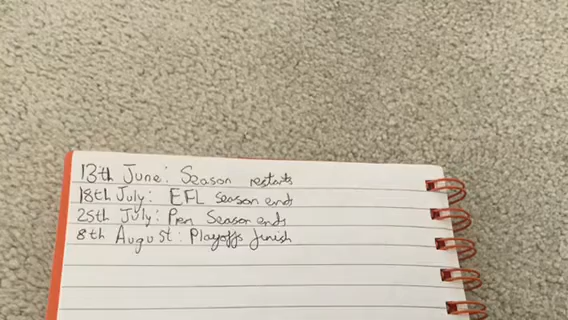 13th June: Season restarts
18th July: EFL season ends
25th July: Prem Season ends
8th August: Playoffs finish